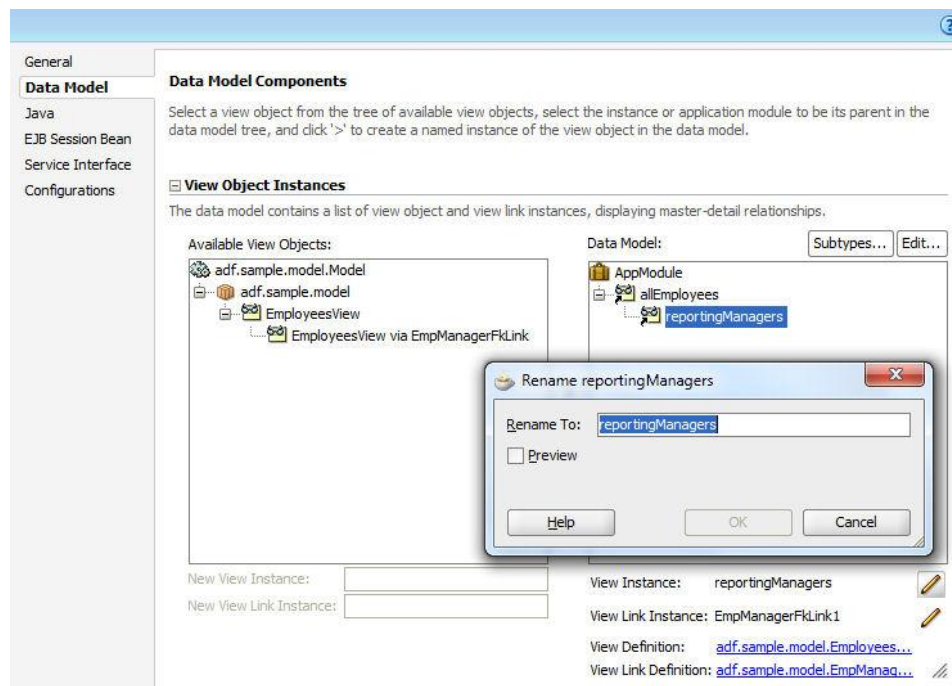 General
Data Model
Java
EJB Session Bean
Service Interface
Configurations
Data Model Components
Select a view object from the tree of available view objects, select the instance or application module to be its parent in the
data model tree, and click '>' to create a named instance of the view object in the data model.
View Object Instances
The data model contains a list of view object and view link instances, displaying master-detail relationships.
Available View Objects:
adf.sample.model.Model
adf.sample.model
EmployeesView
EmployeesView via EmpManagerFkLink
New View Instance:
New View Link Instance:
Data Model:
Subtypes... Edit...
AppModule
allEmployees
reportingManagers
Rename reportingManagers
Rename To: reportingManagers
Preview
Help OK Cancel
View Instance: reportingManagers
View Link Instance: EmpManagerFkLink1
View Definition: adf.sample.model.Employees...
View Link Definition: adf.sample.model.EmpManag...